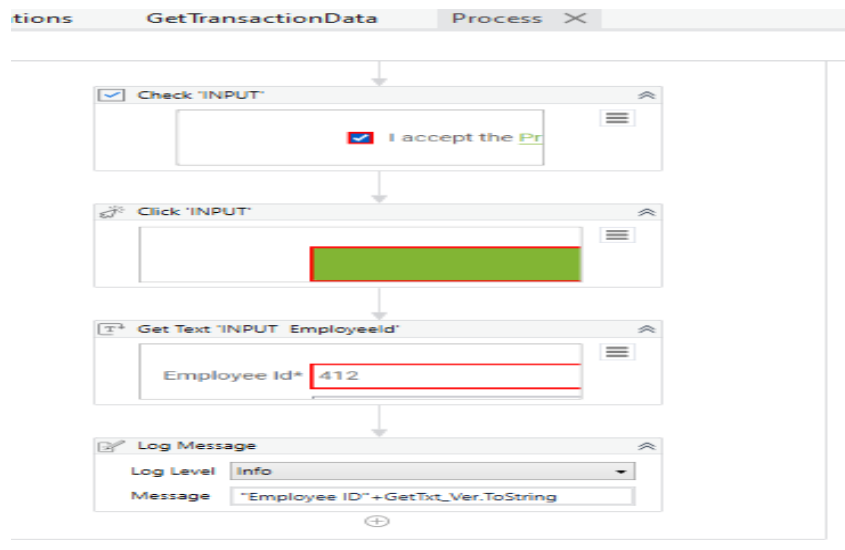 tions GetTransactionData Process
Check 'INPUT'
I accept the Pr
Click 'INPUT'
Get Text 'INPUT EmployeeId'
Employee Id* 412
Log Message
Log Level Info
Message "Employee ID"+GetTxt_Ver.ToString